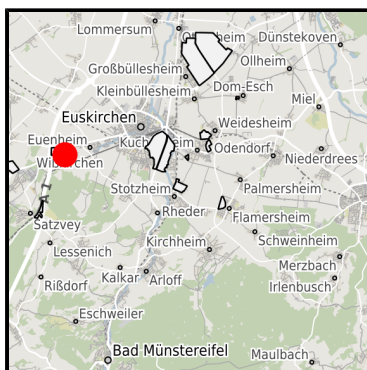 Lommersum
Dünstekoven
Großbüllesheim
Ollheim
Kleinbüllesheim
Dom-Esch
Miel
Euskirchen
Weidesheim
Euenheim
Odendorf
Niederdrees
Stotzheim
Palmersheim
Rheder
Flamersheim
Satzvey
A 1
Kirchheim
Schweinheim
Lessenich
Merzbach
Kalkar
Arloff
Rißdorf
Irlenbusch
Eschweiler
Bad Münstereifel
Maulbach